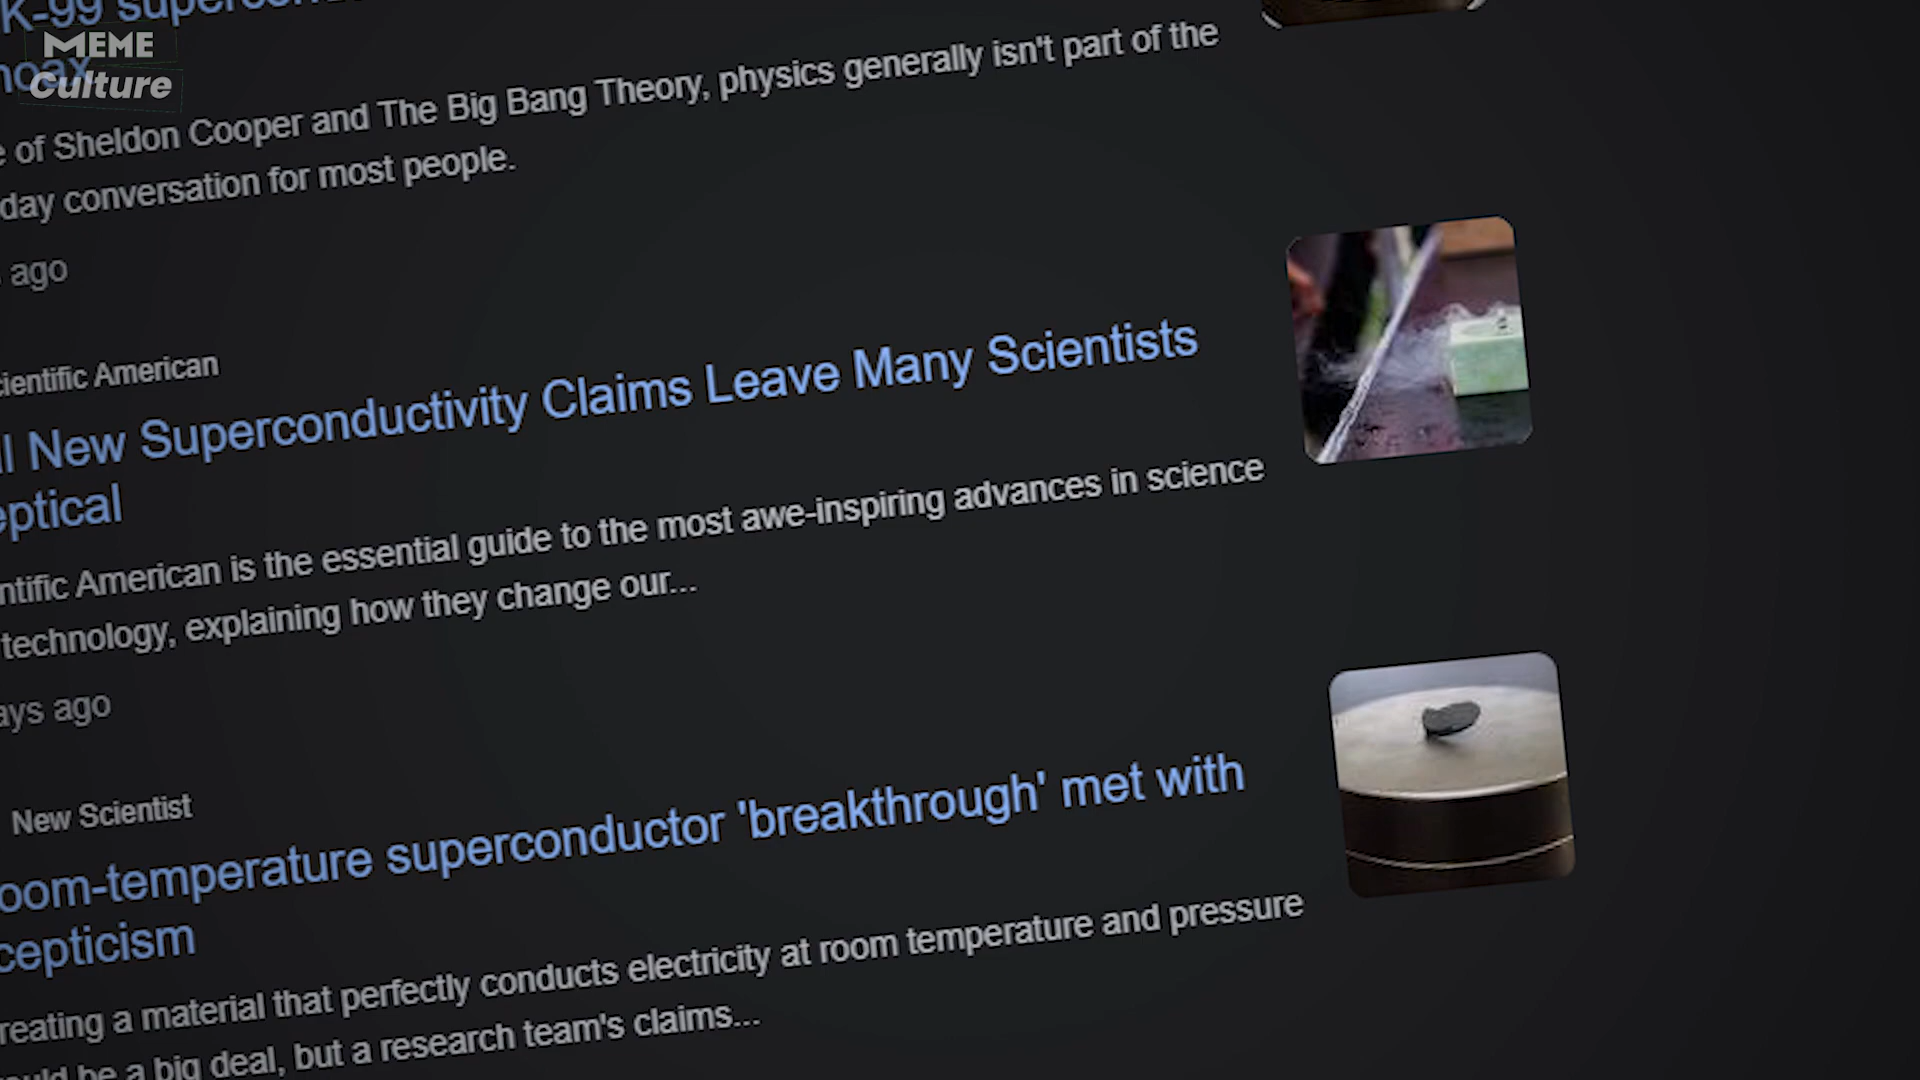 K-99
MEME
Culture
hoax
of Sheldon Cooper and The Big Bang Theory, physics generally isn't part of the
day conversation for most people.
ago
Scientific American
New Superconductivity Claims Leave Many Scientists
eptical
ntific American is the essential guide to the most awe-inspiring advances in science
technology, explaining how they change our...
ays ago
New Scientist
oom-temperature superconductor 'breakthrough' met with
cepticism
reating a material that perfectly conducts electricity at room temperature and pressure
ould be a big deal, but a research team's claims...